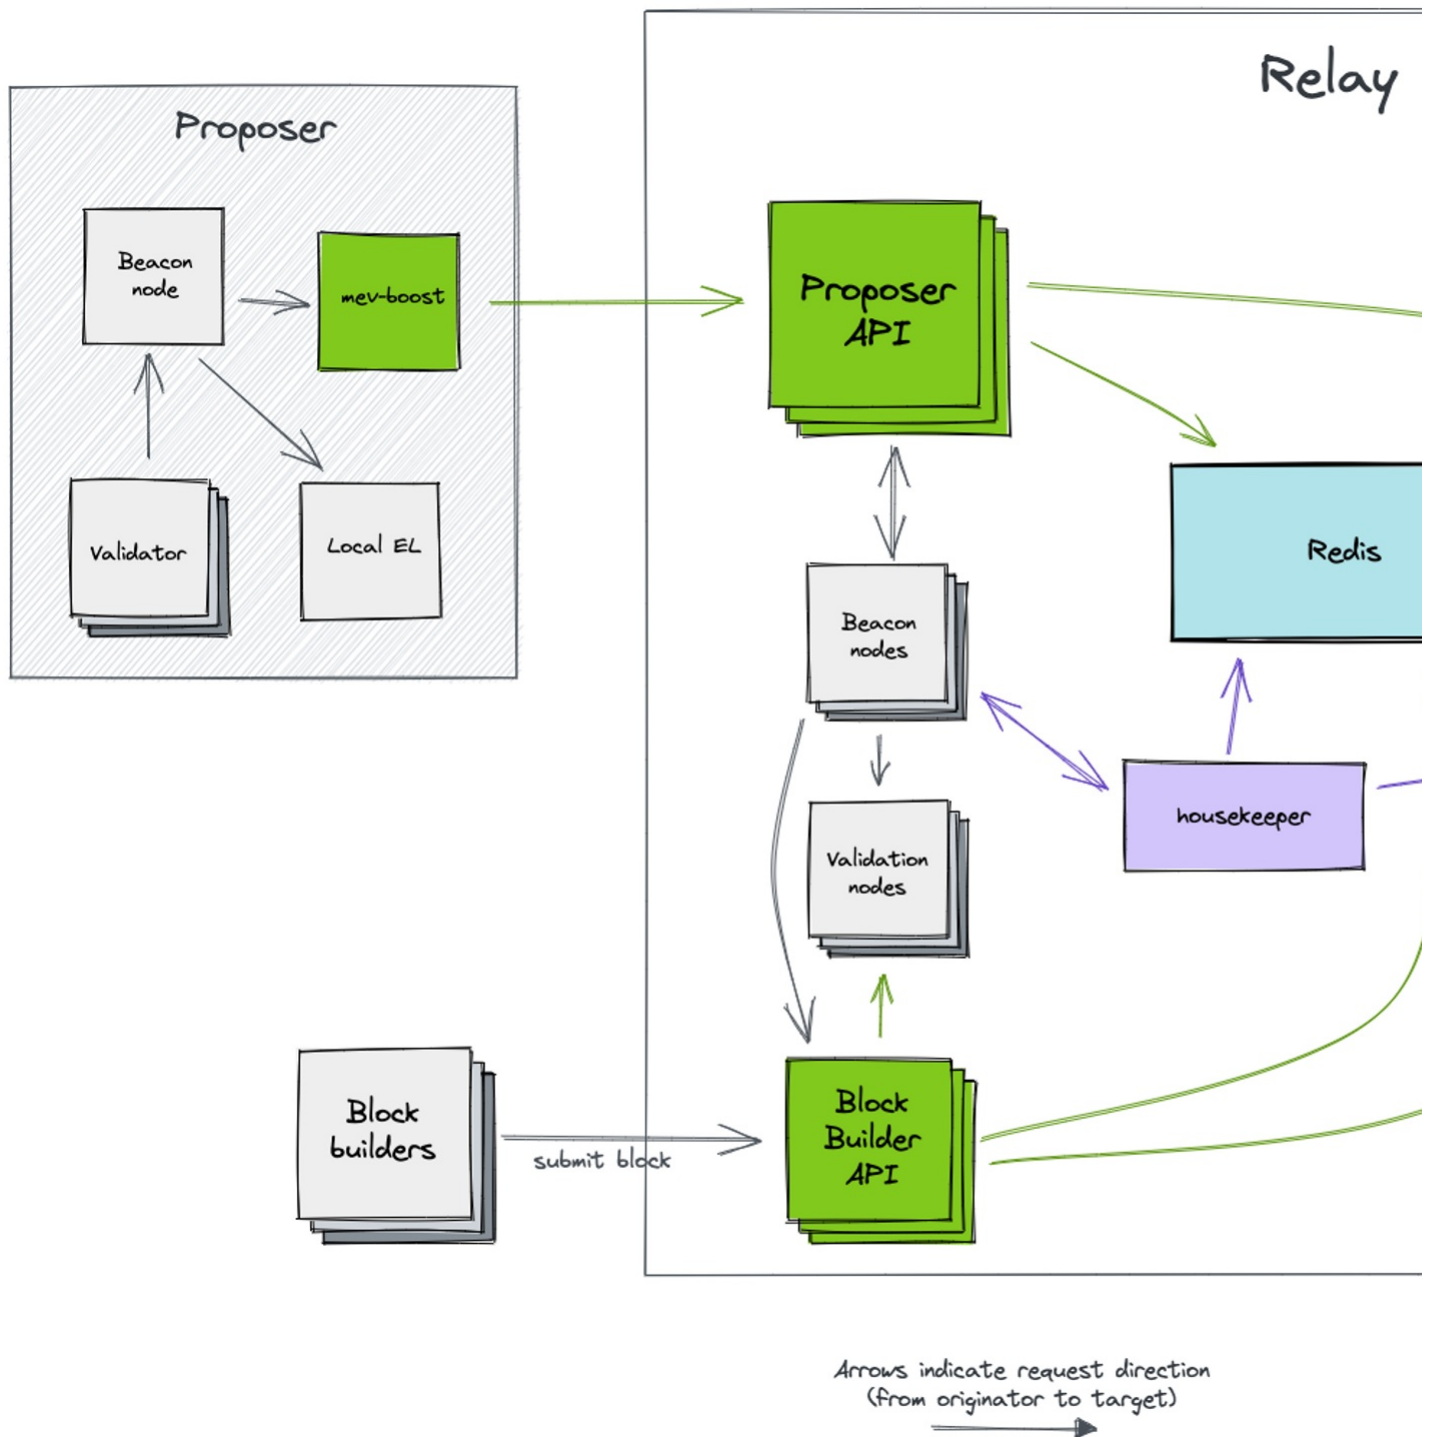 Relay
Proposer
Beacon
node
mev-boost
Proposer
API
Validator
Local EL
Redis
Beacon
nodes
housekeeper
Validation
nodes
Block
builders
submit block
Block
Builder
API
Arrows indicate request direction
(from originator to target)